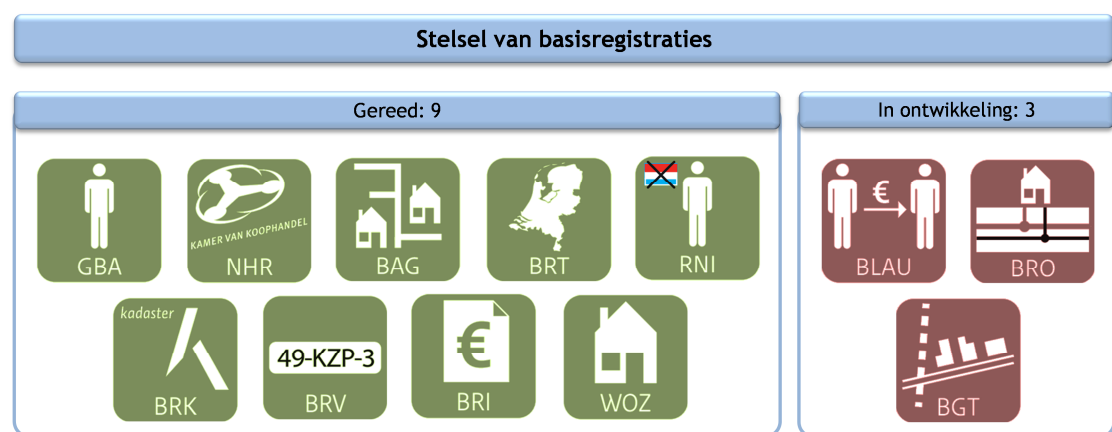 Stelsel van basisregistraties
Gereed: 9
In ontwikkeling: 3
GBA
KAMER VAN KOOPHANDEL
NHR
BAG
BRT
RNI
€
BLAU
BRO
kadaster
BRK
49-KZP-3
BRV
€
BRI
WOZ
BGT